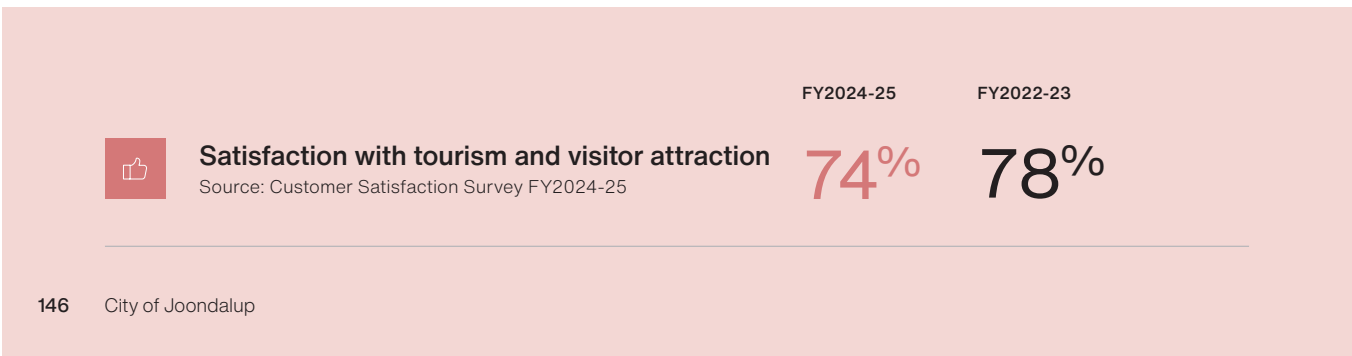 FY2024-25 FY2022-23
Satisfaction with tourism and visitor attraction 74% 78%
Source: Customer Satisfaction Survey FY2024-25
146 City of Joondalup